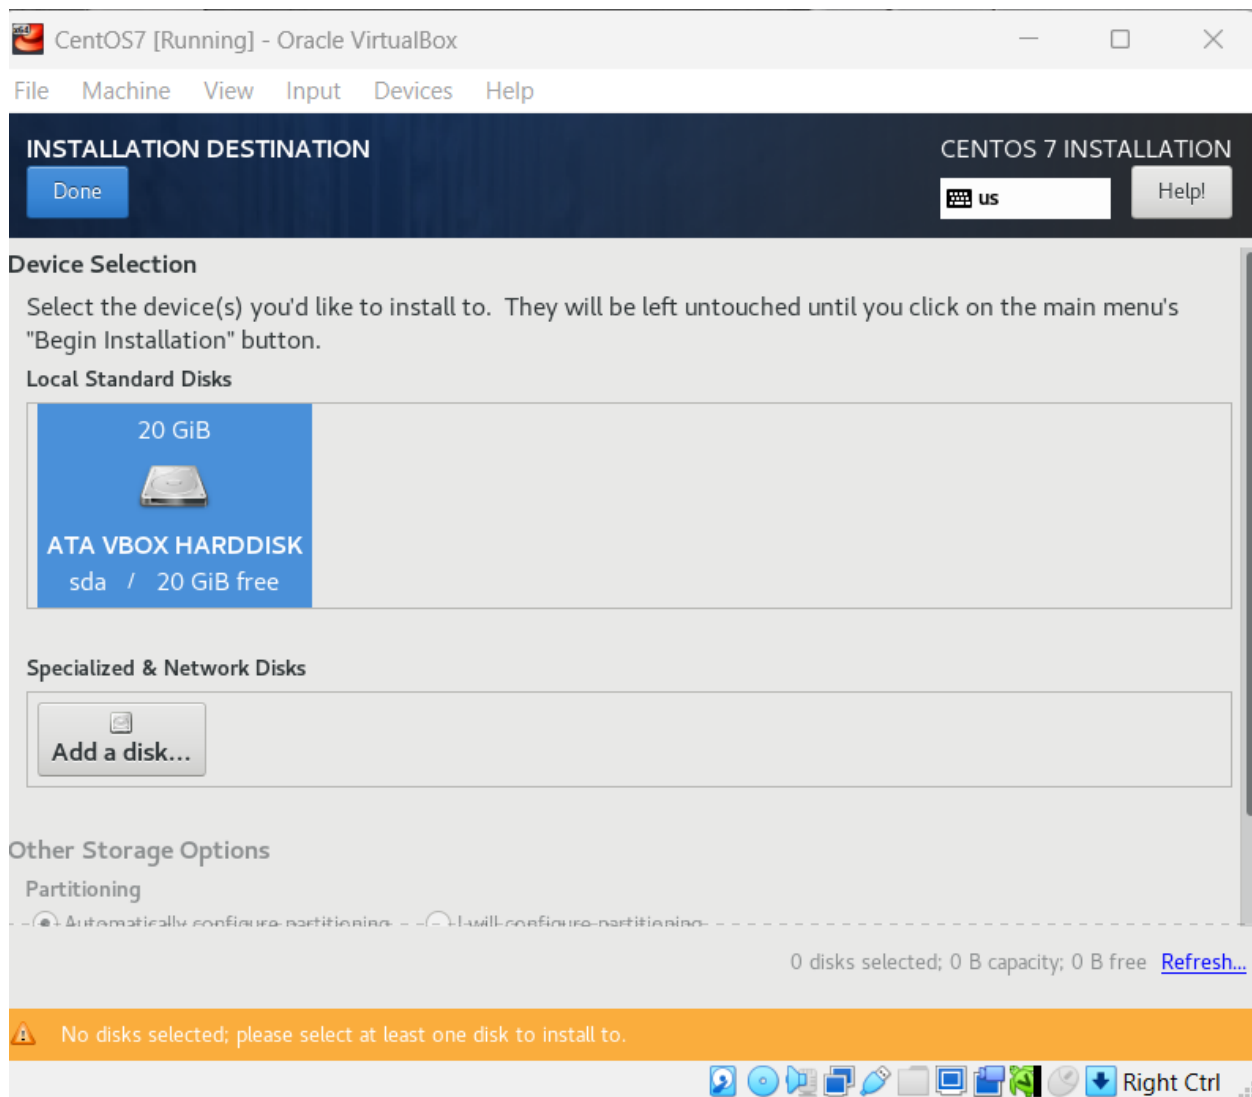 CentOS7 [Running] - Oracle VirtualBox
File Machine View Input Devices Help
INSTALLATION DESTINATION
CENTOS 7 INSTALLATION
Done
us
Help!
Device Selection
Select the device(s) you'd like to install to. They will be left untouched until you click on the main menu's
"Begin Installation" button.
Local Standard Disks
20 GiB
ATA VBOX HARDDISK
sda / 20 GiB free
Specialized & Network Disks
Add a disk...
Other Storage Options
Partitioning
Automatically configure partitioning. I will configure partitioning.
0 disks selected; 0 B capacity; 0 B free Refresh...
No disks selected; please select at least one disk to install to.
Right Ctrl